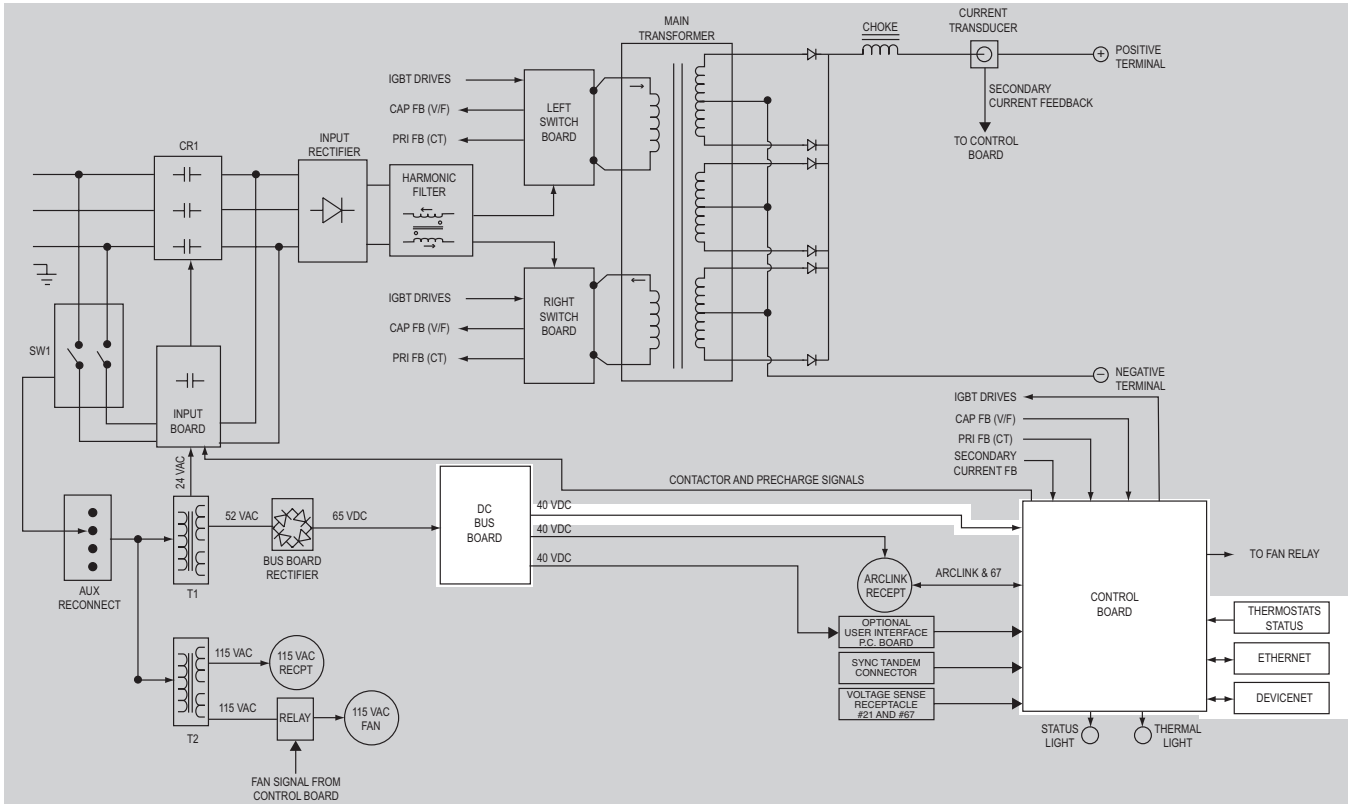 CURRENT
TRANSDUCER
MAIN
TRANSFORMER
CHOKE
+
POSITIVE
TERMINAL
IGBT DRIVES
CAP FB (V/F)
PRI FB (CT)
LEFT
SWITCH
BOARD
SECONDARY
CURRENT FEEDBACK
TO CONTROL
BOARD
CR1
INPUT
RECTIFIER
HARMONIC
FILTER
IGBT DRIVES
CAP FB (V/F)
PRI FB (CT)
RIGHT
SWITCH
BOARD
SW1
INPUT
BOARD
−
NEGATIVE
TERMINAL
IGBT DRIVES
CAP FB (V/F)
PRI FB (CT)
SECONDARY
CURRENT FB
24 VAC
CONTACTOR AND PRECHARGE SIGNALS
52 VAC
65 VDC
DC
BUS
BOARD
40 VDC
40 VDC
40 VDC
BUS BOARD
RECTIFIER
T1
AUX
RECONNECT
ARCLINK
RECEPT
ARCLINK & 67
CONTROL
BOARD
TO FAN RELAY
OPTIONAL
USER INTERFACE
P.C. BOARD
SYNC TANDEM
CONNECTOR
VOLTAGE SENSE
RECEPTACLE
#21 AND #67
THERMOSTATS
STATUS
ETHERNET
DEVICENET
STATUS
LIGHT
THERMAL
LIGHT
115 VAC
115 VAC
RECPT
115 VAC
RELAY
115 VAC
FAN
T2
FAN SIGNAL FROM
CONTROL BOARD